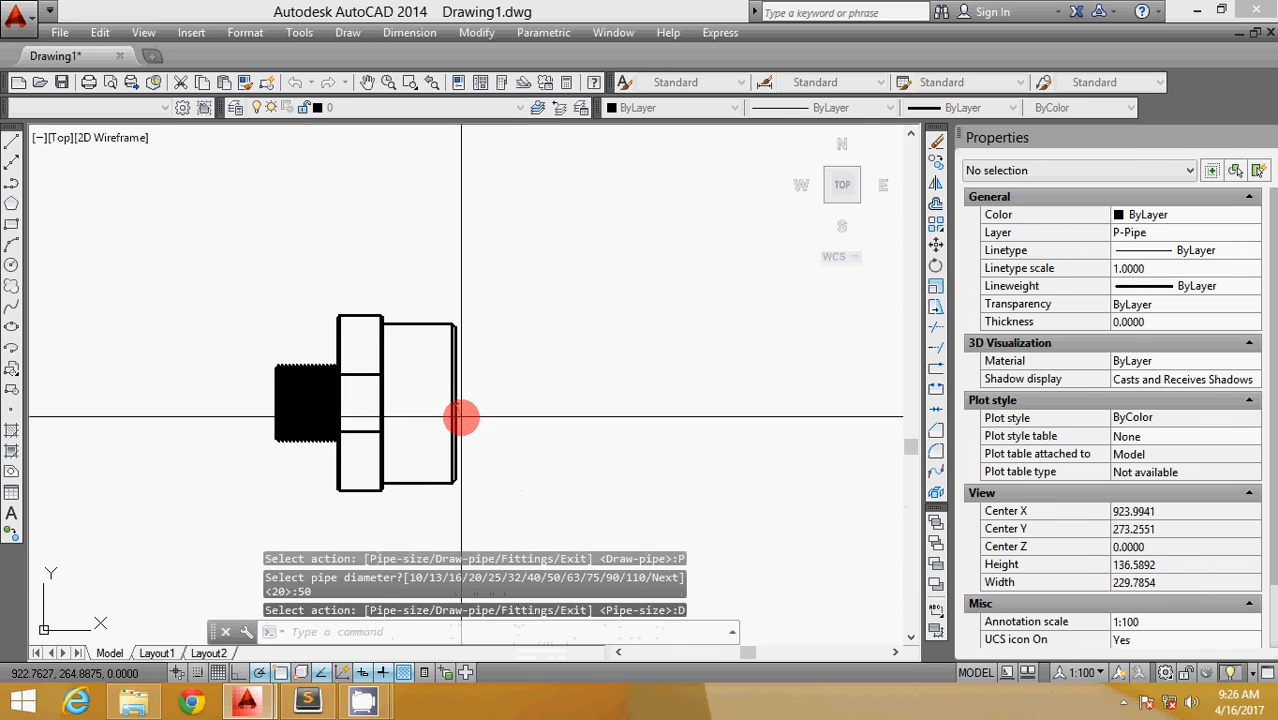 Autodesk AutoCAD 2014 Drawing1.dwg
Type a keyword or phrase
Sign In
File Edit View Insert Format Tools Draw Dimension Modify Parametric Window Help Express
Drawing1*
Standard Standard Standard Standard
0 ByLayer ByLayer ByLayer ByColor
[−][Top][2D Wireframe]
N
W TOP E
S
WCS
Properties
No selection
General
Color ByLayer
Layer P-Pipe
Linetype ByLayer
Linetype scale 1.0000
Lineweight ByLayer
Transparency ByLayer
Thickness 0.0000
3D Visualization
Material ByLayer
Shadow display Casts and Receives Shadows
Plot style
Plot style ByColor
Plot style table None
Plot table attached to Model
Plot table type Not available
View
Center X 923.9941
Center Y 273.2551
Center Z 0.0000
Height 136.5892
Width 229.7854
Misc
Annotation scale 1:100
UCS icon On Yes
Select action: [Pipe-size/Draw-pipe/Fittings/Exit] <Draw-pipe>:P
Select pipe diameter?[10/13/16/20/25/32/40/50/63/75/90/110/Next]
<20>:50
Select action: [Pipe-size/Draw-pipe/Fittings/Exit] <Pipe-size>:D
Type a command
Y
X
Model Layout1 Layout2
922.7627, 264.8875, 0.0000
MODEL 1:100
9:26 AM
4/16/2017